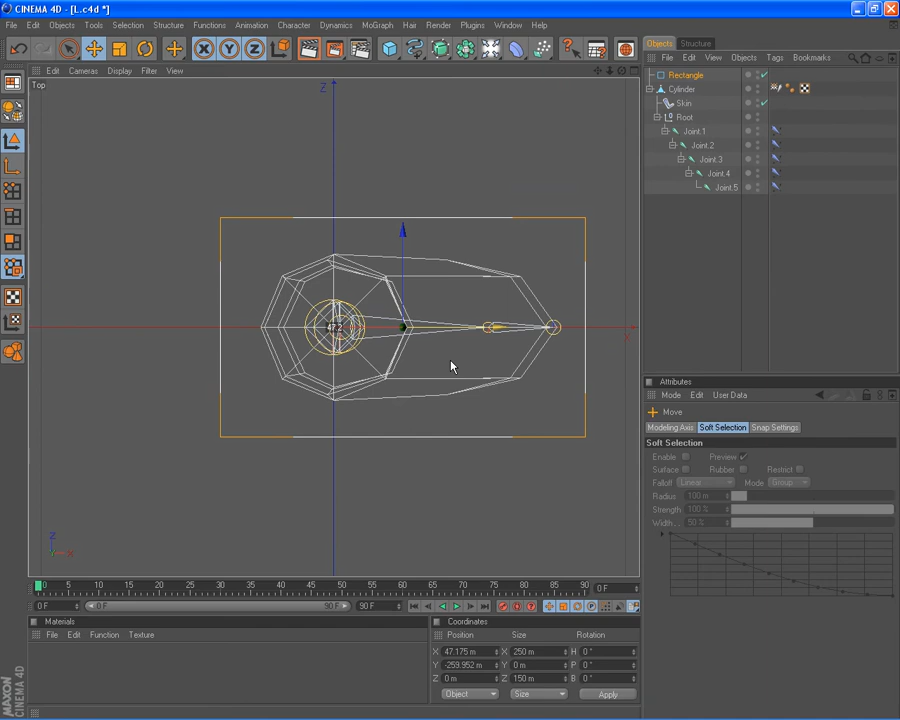 CINEMA 4D - [L.c4d *]
File Edit Objects Tools Selection Structure Functions Animation Character Dynamics MoGraph Hair Render Plugins Window Help
X Y Z
Objects Structure
File Edit View Objects Tags Bookmarks
Edit Cameras Display Filter View
Top
Rectangle
Cylinder
Skin
Root
Joint.1
Joint.2
Joint.3
Joint.4
Joint.5
Z
47.2
X
Z
X
Attributes
Mode Edit User Data
Move
Modeling Axis Soft Selection Snap Settings
Soft Selection
Enable Preview
Surface Rubber Restrict
Falloff Linear Mode Group
Radius 100 m
Strength 100 %
Width . . 50 %
0 5 10 15 20 25 30 35 40 45 50 55 60 65 70 75 80 85 90 0 F
0 F 0 F 90 F 90 F
Materials
File Edit Function Texture
Coordinates
Position Size Rotation
X 47.175 m X 250 m H 0 °
Y -259.952 m Y 0 m P 0 °
Z 0 m Z 150 m B 0 °
Object Size Apply
MAXON
CINEMA 4D